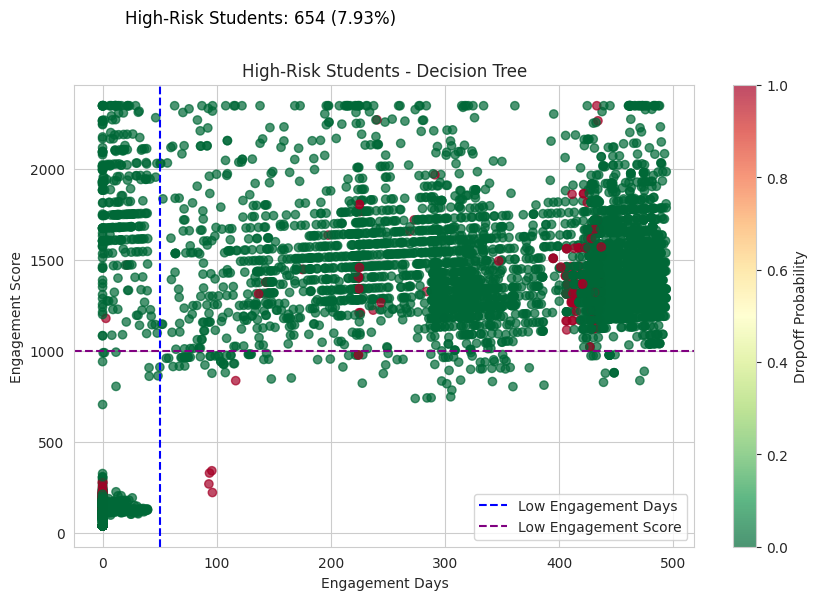 High-Risk Students: 654 (7.93%)
High-Risk Students - Decision Tree
Engagement Score
2000
1500
1000
500
0
0
100
200
300
400
500
Engagement Days
Low Engagement Days
Low Engagement Score
1.0
0.8
0.6
0.4
0.2
0.0
DropOff Probability